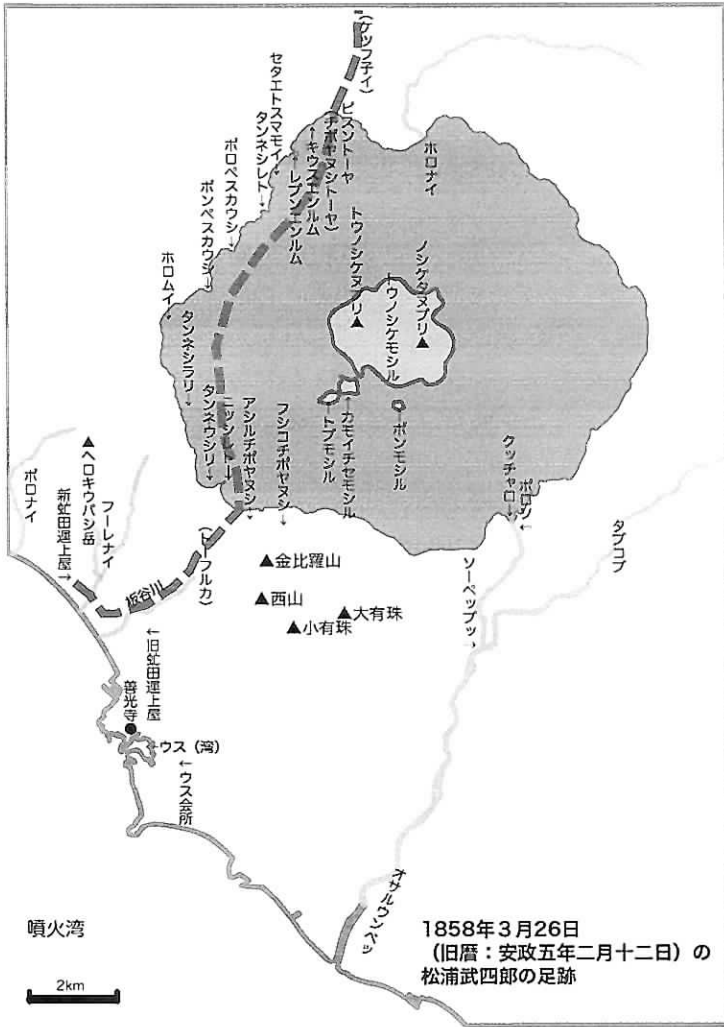 (ケツフ子イ)
セタエトスマモイ→
タンネシレト→
ピスソトーヤ
チポヤヌシトーヤ)
←キウスエンルム
←レブンエンルム
ポロペスカウシ→
ポンペスカウシ→
ホロムイ→
ホロナイ
トウノシケヌプリ▲
ノシケタヌプリ▲
トウノシケモシル
タンネシラリ→
タンネウシリ→
ニッシレト→
アシルチポヤヌシ→
フシコチポヤヌシ→
←トプモシル
←カモイチセモシル
ポンモシル
クッチャロ→
ポロソ←
タプコプ
ソーペップッ→
(トーフルカ)
▲ヘロキウパシ岳
ポロナイ
フーレナイ
新虻田運上屋→
板谷川
▲金比羅山
▲西山
▲大有珠
▲小有珠
←旧虻田運上屋
善光寺
←ウス(湾)
←ウス会所
オサルウンペッ
噴火湾
2km
1858年3月26日
(旧暦:安政五年二月十二日)の
松浦武四郎の足跡